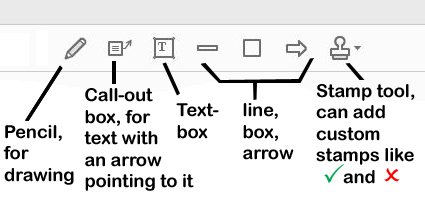 T
Pencil,
for
drawing
Call-out
box, for
text with
an arrow
pointing to it
Text-
box
line,
box,
arrow
Stamp tool,
can add
custom
stamps like
✓and ✗